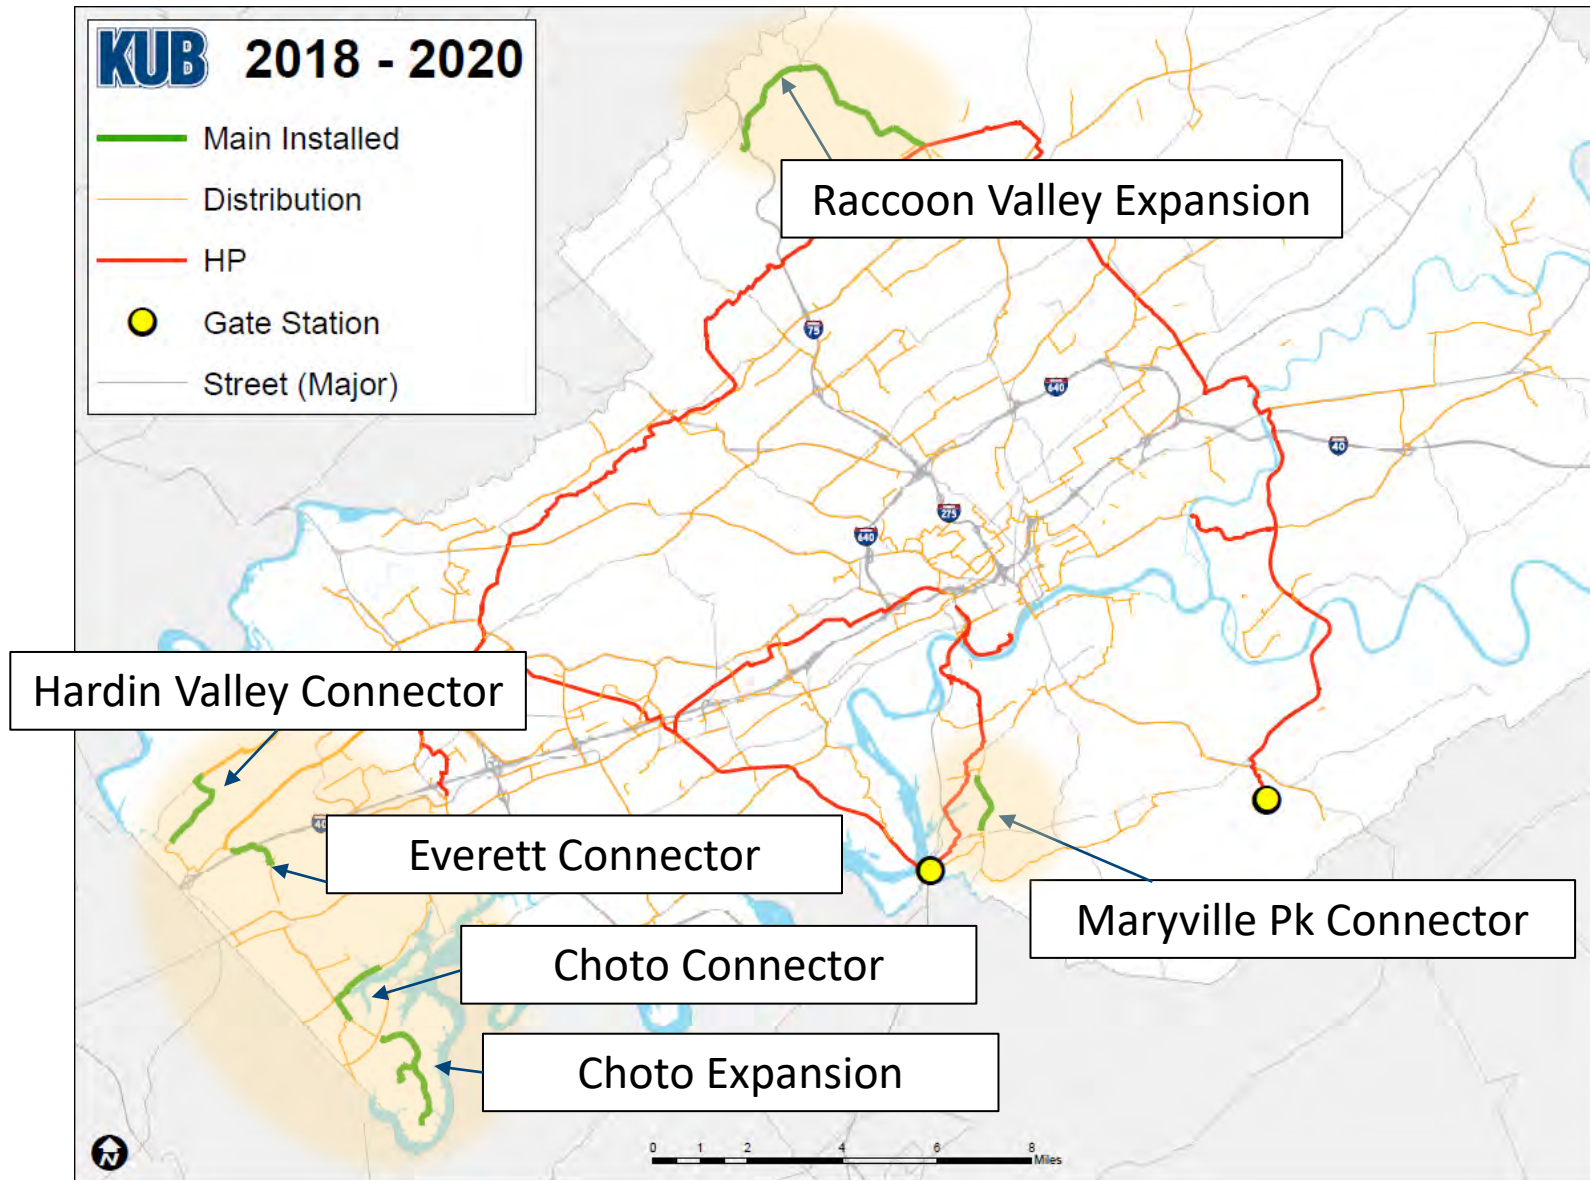 KUB 2018 - 2020
Main Installed
Distribution
HP
Gate Station
Street (Major)
Raccoon Valley Expansion
75
640
40
275
640
Hardin Valley Connector
40
Everett Connector
Maryville Pk Connector
Choto Connector
Choto Expansion
N
0 1 2 4 6 8
Miles